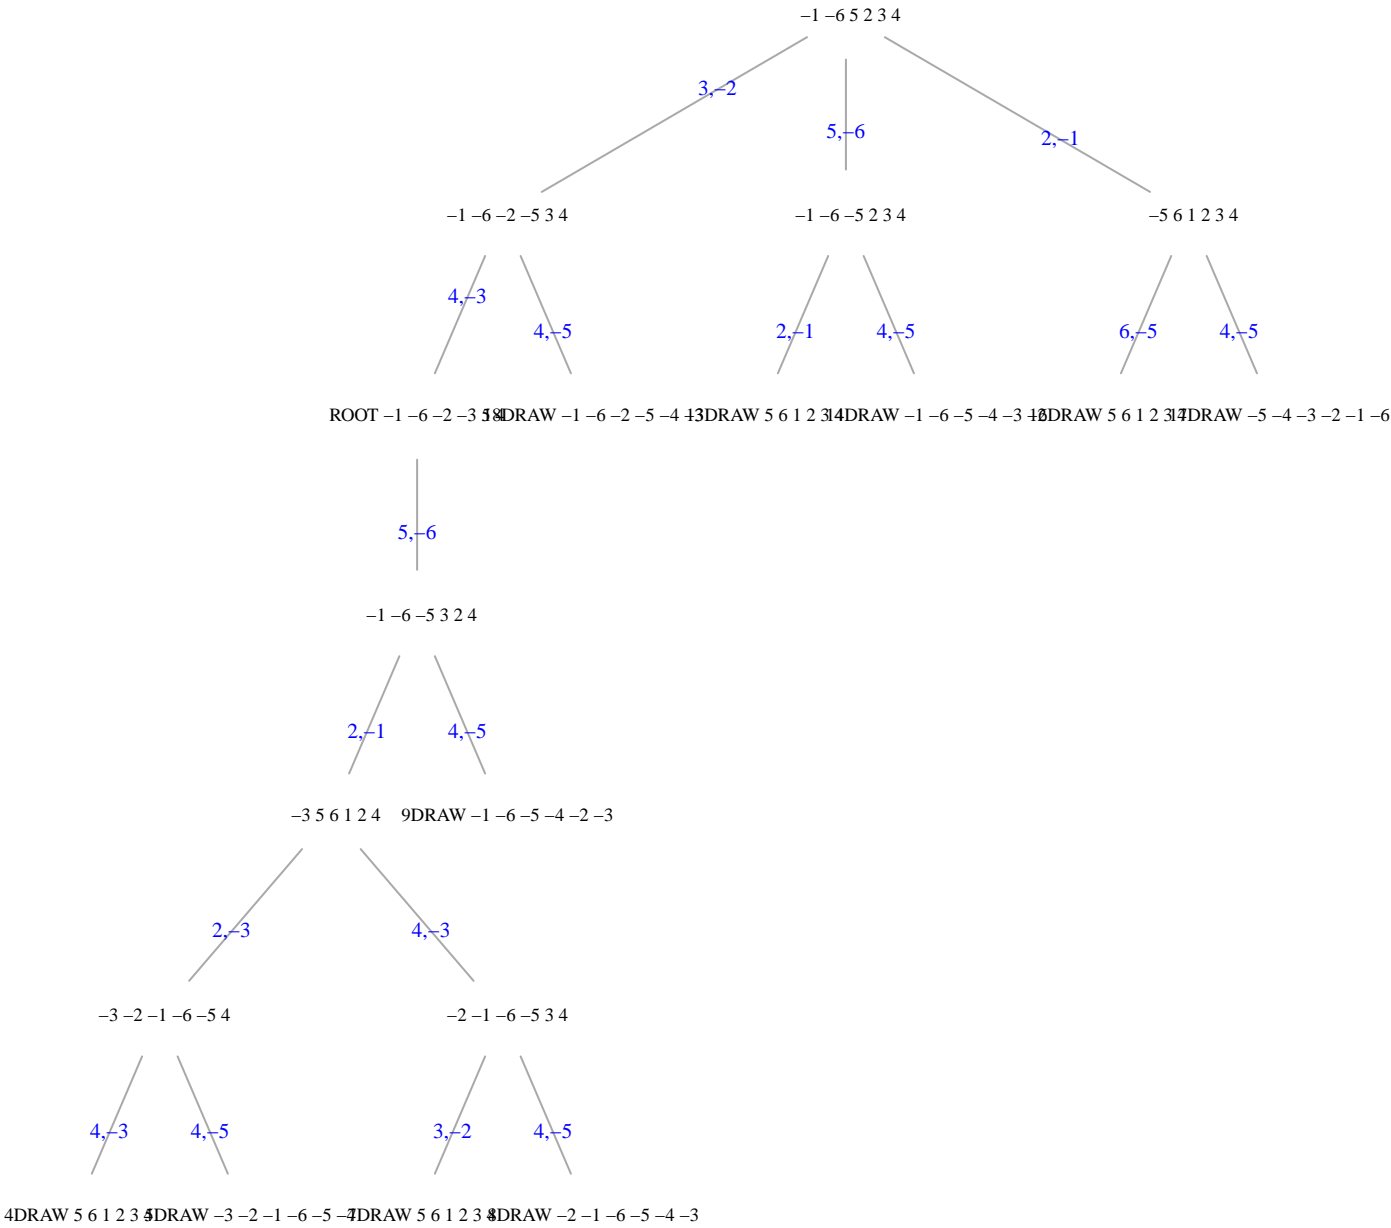 –1 –6 5 2 3 4
3,–2
5,–6
2,–1
–1 –6 –2 –5 3 4
–1 –6 –5 2 3 4
–5 6 1 2 3 4
4,–3
4,–5
2,–1
4,–5
6,–5
4,–5
ROOT –1 –6 –2 –3 5 4
18DRAW –1 –6 –2 –5 –4 –3
13DRAW 5 6 1 2 3 4
14DRAW –1 –6 –5 –4 –3 –2
16DRAW 5 6 1 2 3 4
17DRAW –5 –4 –3 –2 –1 –6
5,–6
–1 –6 –5 3 2 4
2,–1
4,–5
–3 5 6 1 2 4
9DRAW –1 –6 –5 –4 –2 –3
2,–3
4,–3
–3 –2 –1 –6 –5 4
–2 –1 –6 –5 3 4
4,–3
4,–5
3,–2
4,–5
4DRAW 5 6 1 2 3 4
5DRAW –3 –2 –1 –6 –5 –4
7DRAW 5 6 1 2 3 4
8DRAW –2 –1 –6 –5 –4 –3